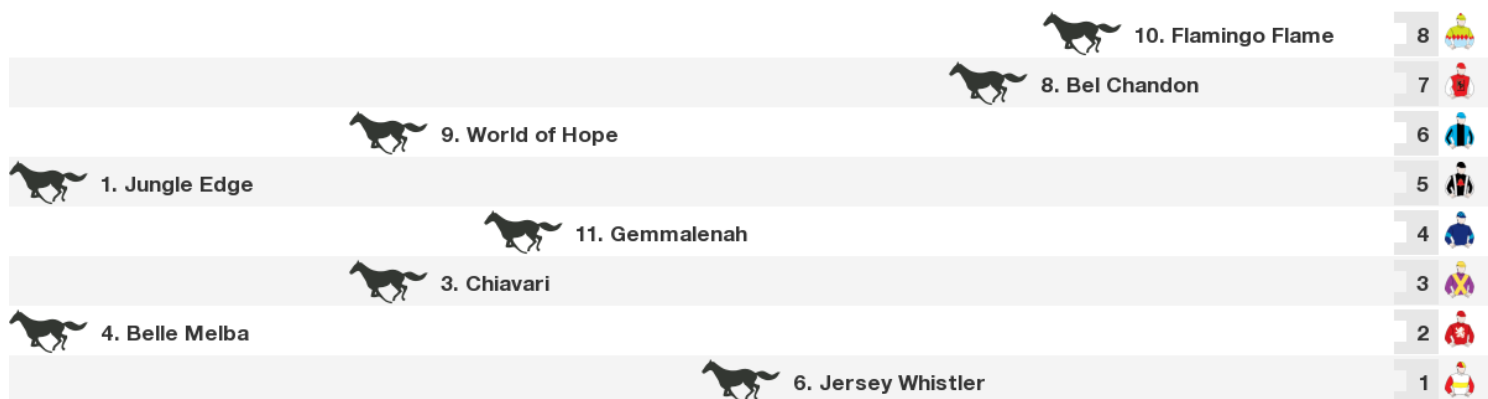 10. Flamingo Flame 8
8. Bel Chandon 7
9. World of Hope 6
1. Jungle Edge 5
11. Gemmalenah 4
3. Chiavari 3
4. Belle Melba 2
6. Jersey Whistler 1